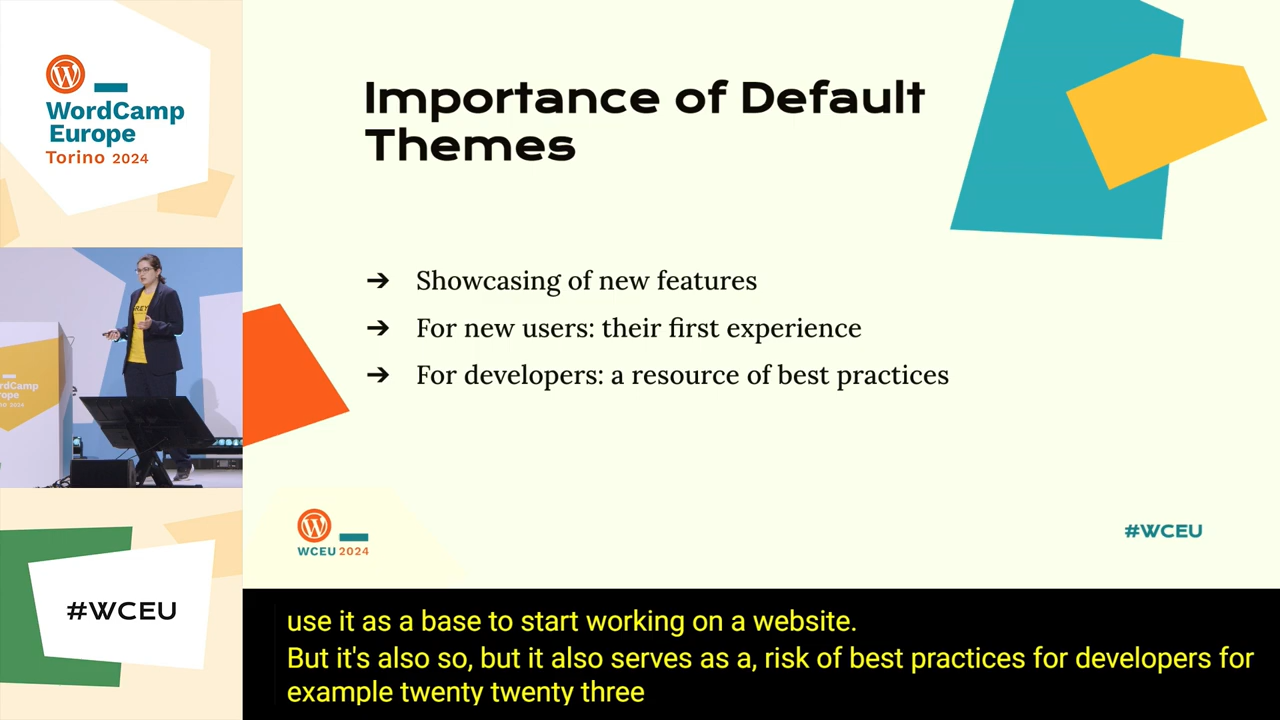 WordCamp
Europe
Torino 2024
Importance of Default
Themes
➔ Showcasing of new features
➔ For new users: their first experience
➔ For developers: a resource of best practices
WCEU 2024
#WCEU
#WCEU
use it as a base to start working on a website.
But it's also so, but it also serves as a, risk of best practices for developers for
example twenty twenty three